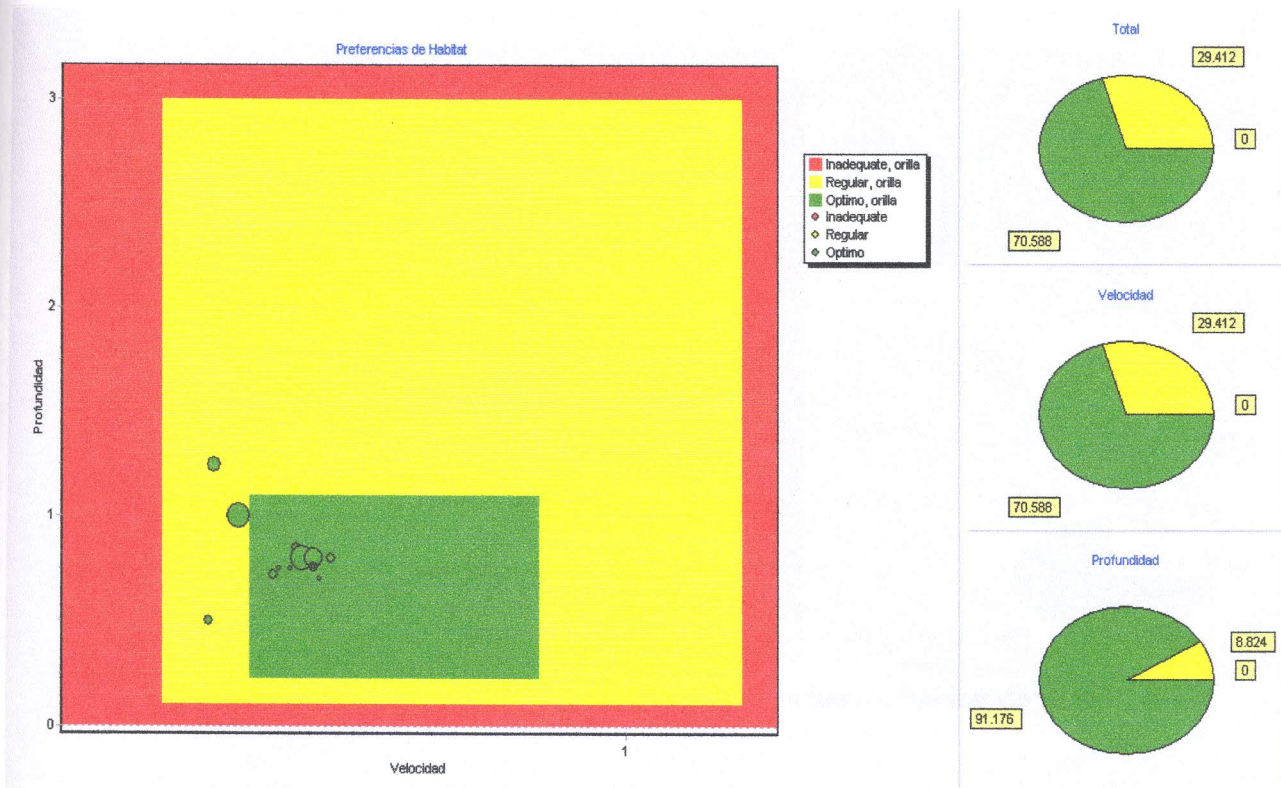 Preferencias de Habitat
3
2
1
0
Profundidad
1
Velocidad
Inadequate, orilla
Regular, orilla
Optimo, orilla
Inadequate
Regular
Optimo
Total
29.412
0
70.588
Velocidad
29.412
0
70.588
Profundidad
8.824
0
91.176